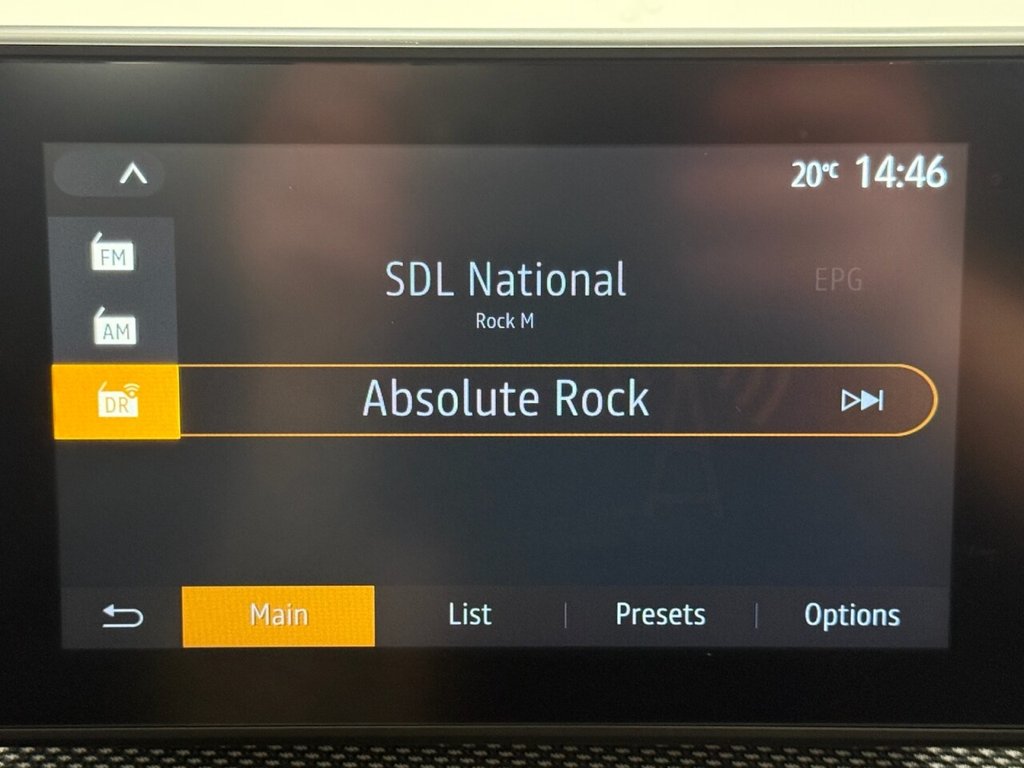 20°C 14:46
FM
SDL National
EPG
Rock M
AM
DR
Absolute Rock
Main
List
Presets
Options